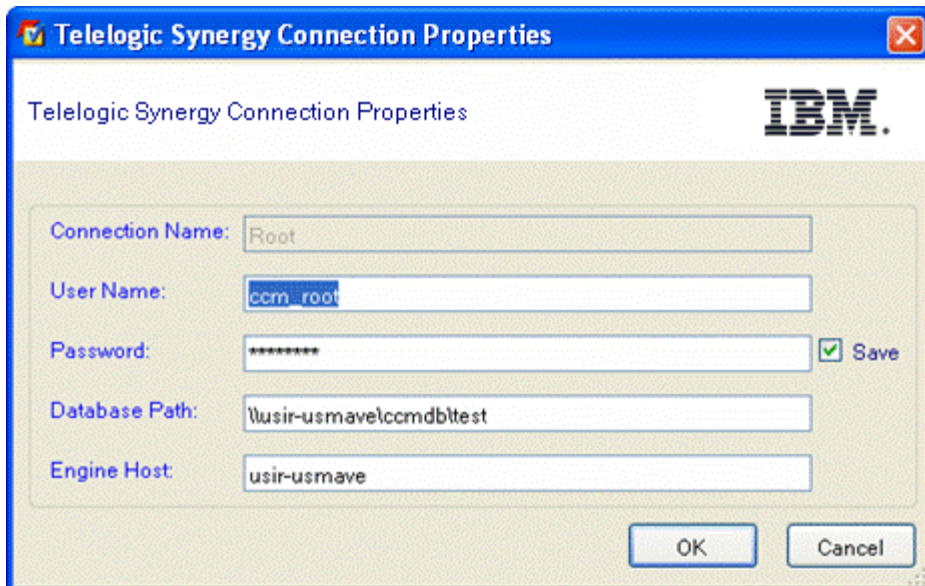 Telelogic Synergy Connection Properties
Telelogic Synergy Connection Properties
IBM.
Connection Name: Root
User Name: ccm_root
Password: ******** Save
Database Path: \\usir-usmave\ccmdb\test
Engine Host: usir-usmave
OK Cancel